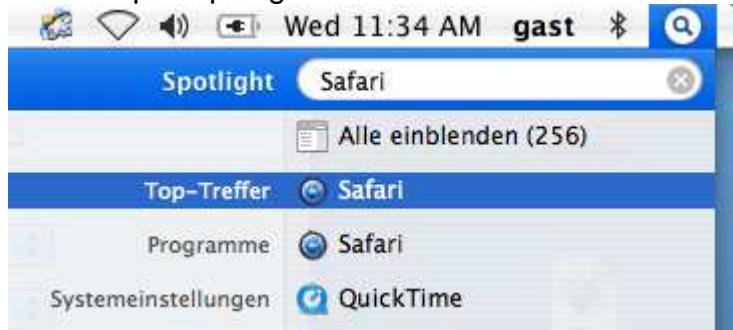 Wed 11:34 AM gast
Spotlight Safari
Alle einblenden (256)
Top-Treffer Safari
Programme Safari
Systemeinstellungen QuickTime